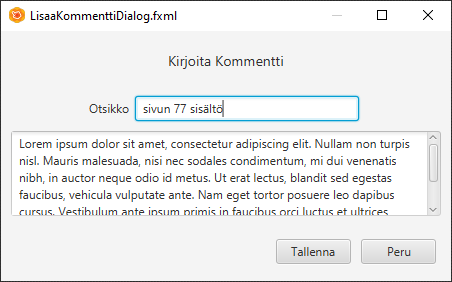 LisaaKommenttiDialog.fxml
Kirjoita Kommentti
Otsikko sivun 77 sisältö
Lorem ipsum dolor sit amet, consectetur adipiscing elit. Nullam non turpis
nisl. Mauris malesuada, nisi nec sodales condimentum, mi dui venenatis
nibh, in auctor neque odio id metus. Ut erat lectus, blandit sed egestas
faucibus, vehicula vulputate ante. Nam eget tortor posuere leo dapibus
cursus. Vestibulum ante ipsum primis in faucibus orci luctus et ultrices
Tallenna Peru